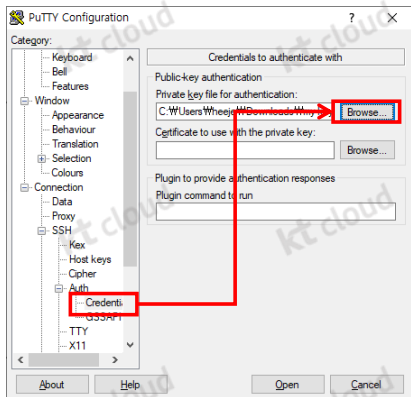 PuTTY Configuration
? ×
Category:
Keyboard
Bell
Features
Window
Appearance
Behaviour
Translation
Selection
Colours
Connection
Data
Proxy
SSH
Kex
Host keys
Cipher
Auth
Credenti
GSSAPI
TTY
X11
Credentials to authenticate with
Public-key authentication
Private key file for authentication:
C:₩Users₩heeje₩Downloads₩
Browse...
Certificate to use with the private key:
Browse...
Plugin to provide authentication responses
Plugin command to run
About
Help
Open
Cancel
kt cloud
kt cloud
kt cloud
kt cloud